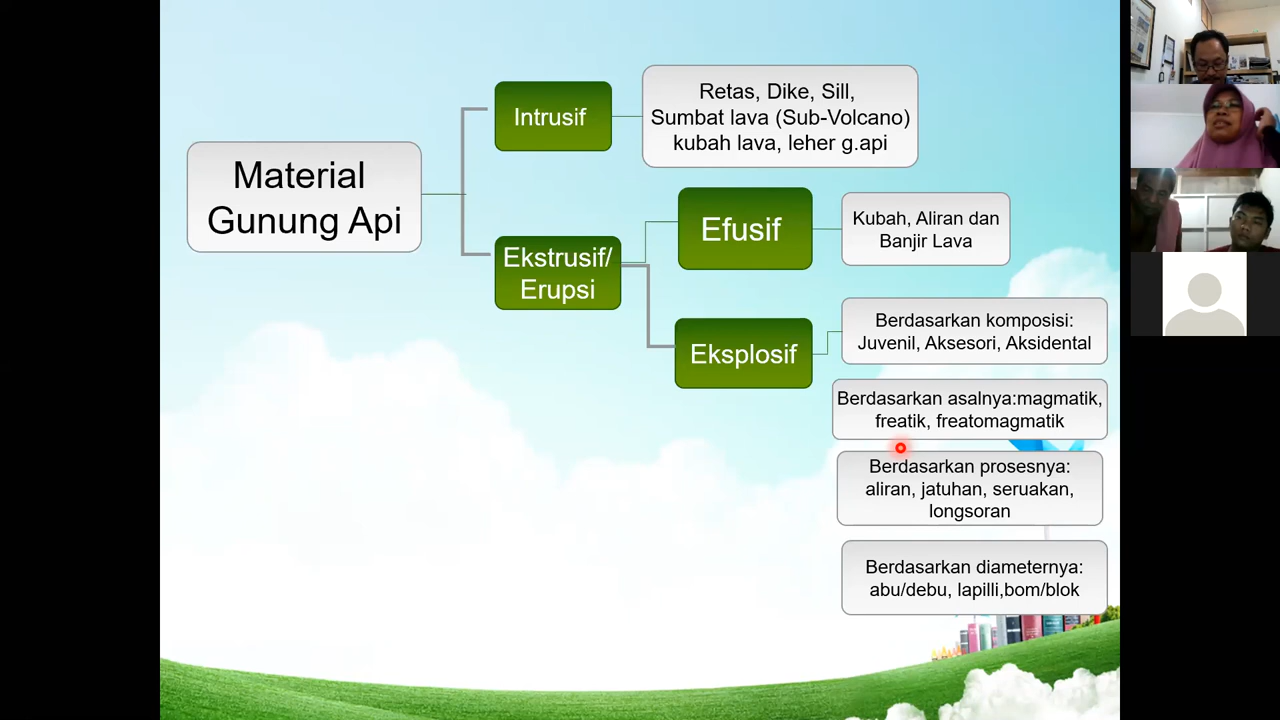 Material
Gunung Api
Intrusif
Retas, Dike, Sill,
Sumbat lava (Sub-Volcano)
kubah lava, leher g.api
Ekstrusif/
Erupsi
Efusif
Kubah, Aliran dan
Banjir Lava
Eksplosif
Berdasarkan komposisi:
Juvenil, Aksesori, Aksidental
Berdasarkan asalnya:magmatik,
freatik, freatomagmatik
Berdasarkan prosesnya:
aliran, jatuhan, seruakan,
longsoran
Berdasarkan diameternya:
abu/debu, lapilli,bom/blok